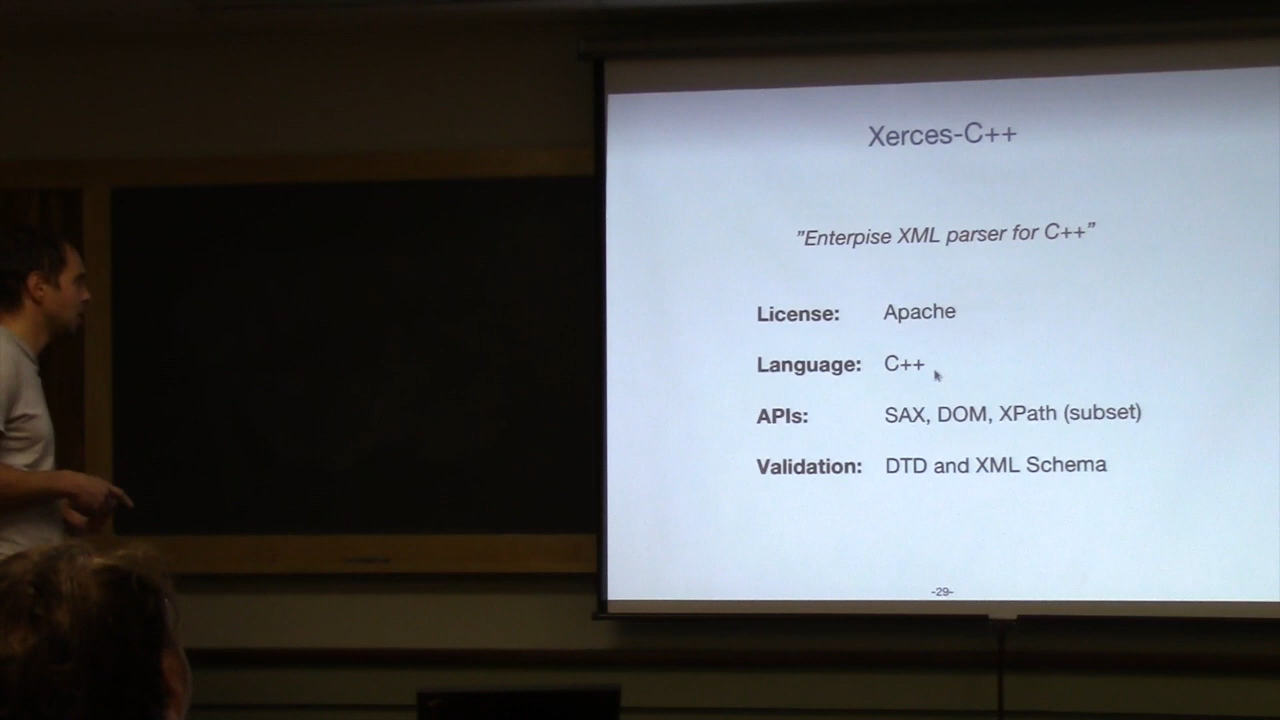 Xerces-C++
"Enterpise XML parser for C++"
License: Apache
Language: C++
APIs: SAX, DOM, XPath (subset)
Validation: DTD and XML Schema
-29-